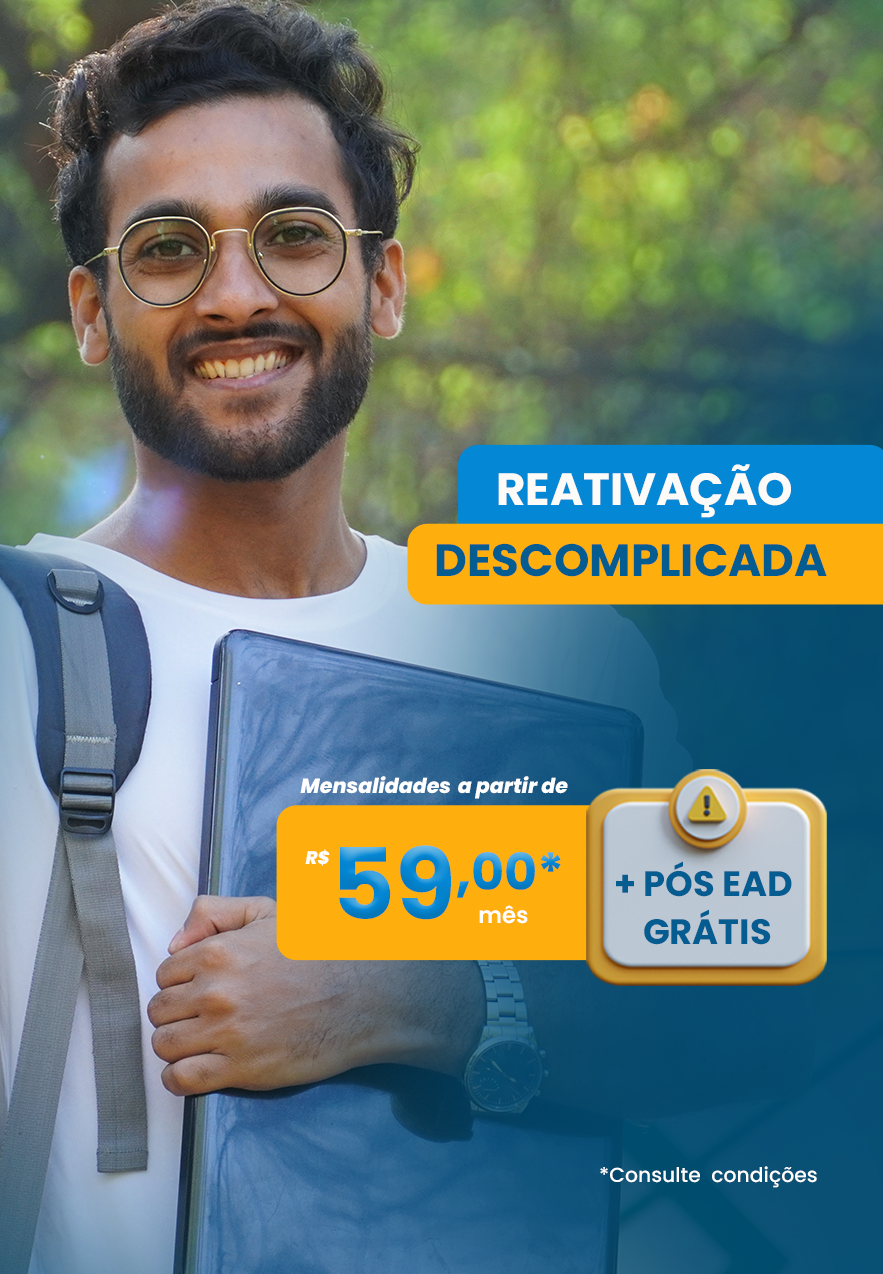 REATIVAÇÃO
DESCOMPLICADA
Mensalidades a partir de
R$ 59,00*
mês
+ PÓS EAD
GRÁTIS
*Consulte condições